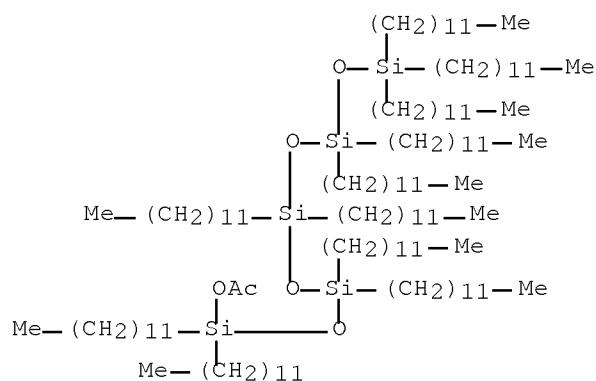 (CH2)11—Me
O—Si—(CH2)11—Me
(CH2)11—Me
O—Si—(CH2)11—Me
(CH2)11—Me
Me—(CH2)11—Si—(CH2)11—Me
(CH2)11—Me
OAc O—Si—(CH2)11—Me
Me—(CH2)11—Si—O
Me—(CH2)11